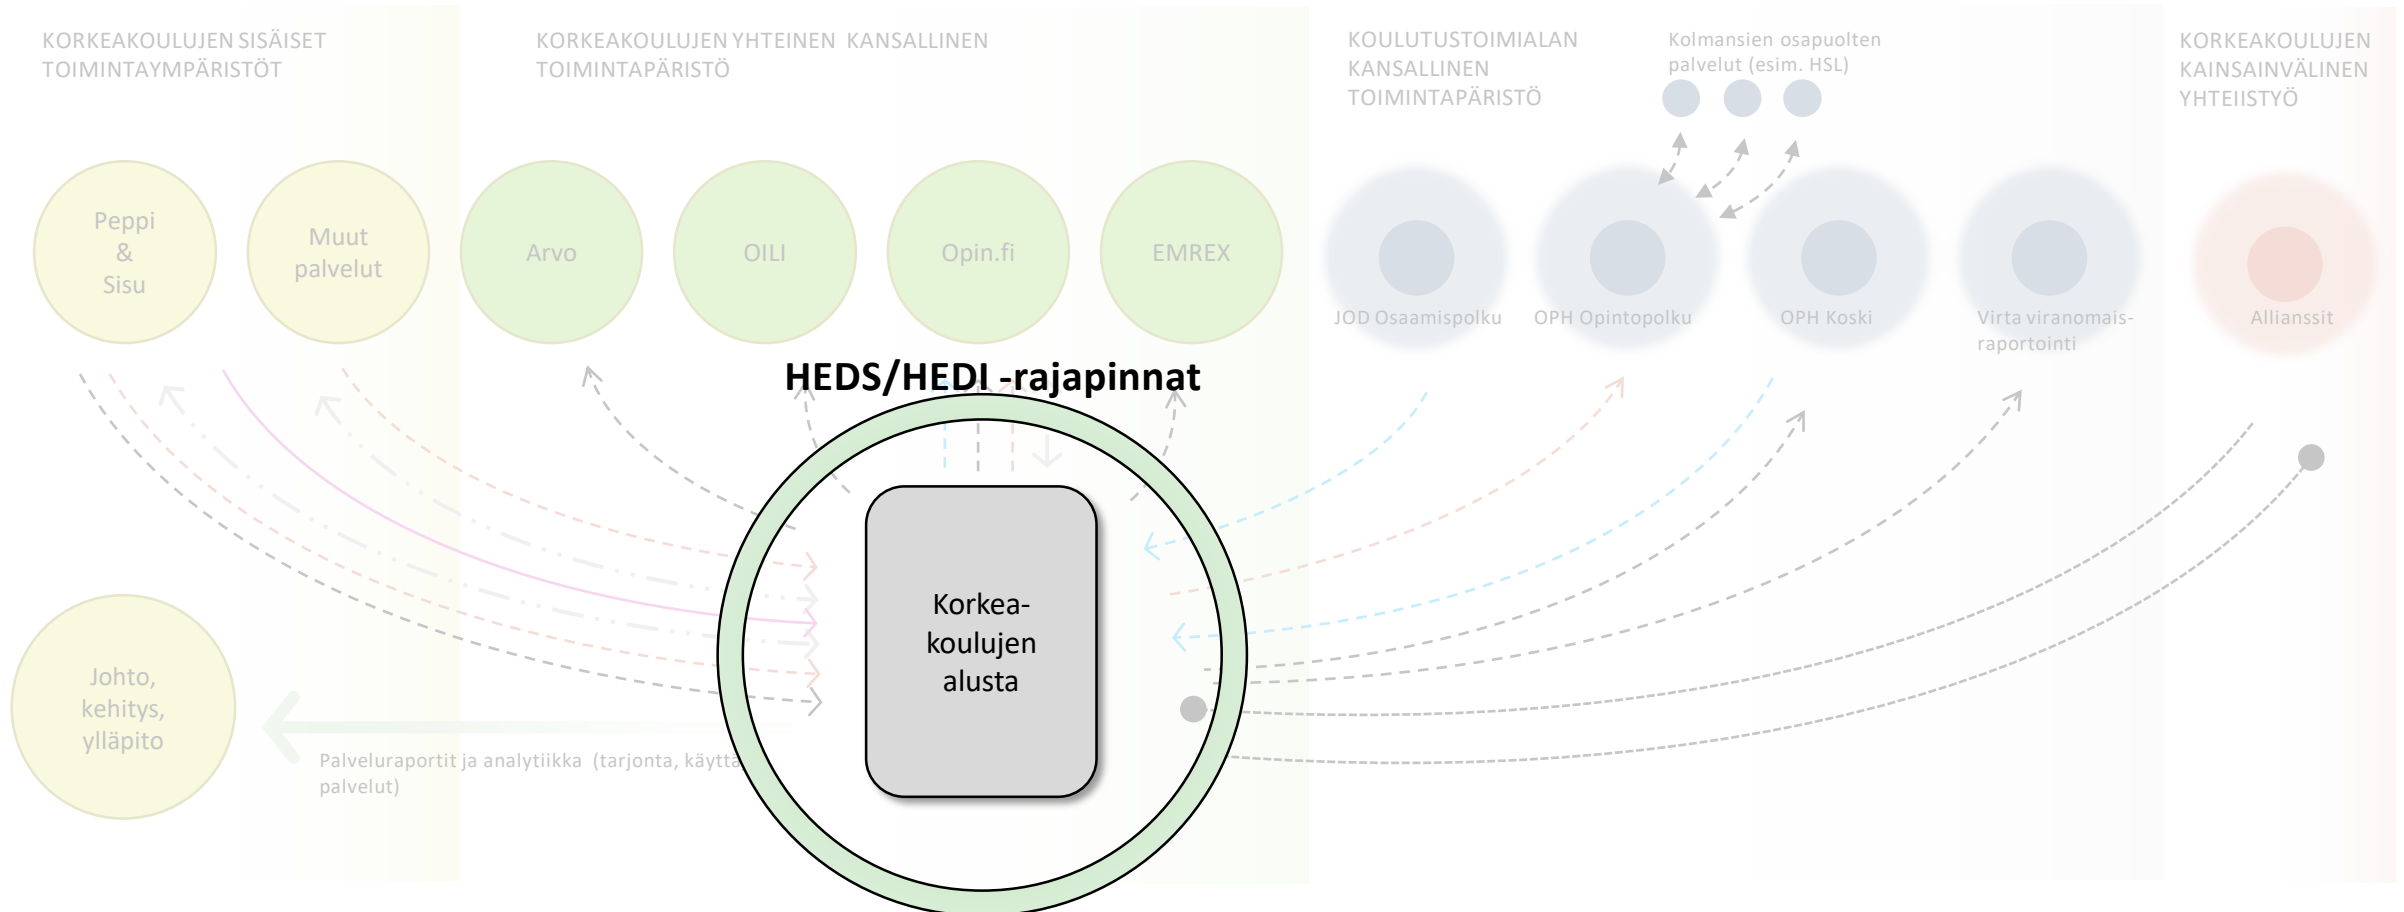 KORKEAKOULUJEN SISÄISET
TOIMINTAYMPÄRISTÖT
KORKEAKOULUJEN YHTEINEN KANSALLINEN
TOIMINTAPÄRISTÖ
KOULUTUSTOIMIALAN
KANSALLINEN
TOIMINTAPÄRISTÖ
Kolmansien osapuolten
palvelut (esim. HSL)
KORKEAKOULUJEN
KAINSAINVÄLINEN
YHTEIISTYÖ
Peppi
&
Sisu
Muut
palvelut
Arvo
OILI
Opin.fi
EMREX
JOD Osaamispolku
OPH Opintopolku
OPH Koski
Virta viranomais-
raportointi
Allianssit
HEDS/HEDI -rajapinnat
Korkea-
koulujen
alusta
Johto,
kehitys,
ylläpito
Palveluraportit ja analytiikka (tarjonta, käyttä
palvelut)